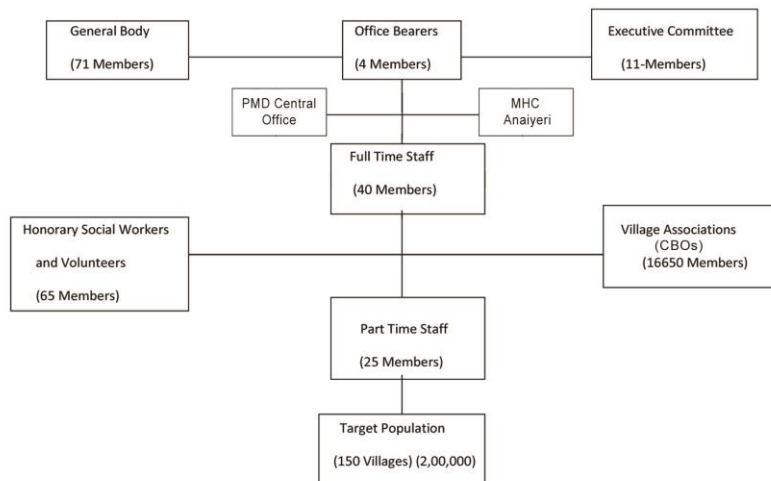 General Body
(71 Members)
Office Bearers
(4 Members)
Executive Committee
(11-Members)
PMD Central
Office
MHC
Anaiyeri
Full Time Staff
(40 Members)
Honorary Social Workers
and Volunteers
(65 Members)
Village Associations
(CBOs)
(16650 Members)
Part Time Staff
(25 Members)
Target Population
(150 Villages) (2,00,000)